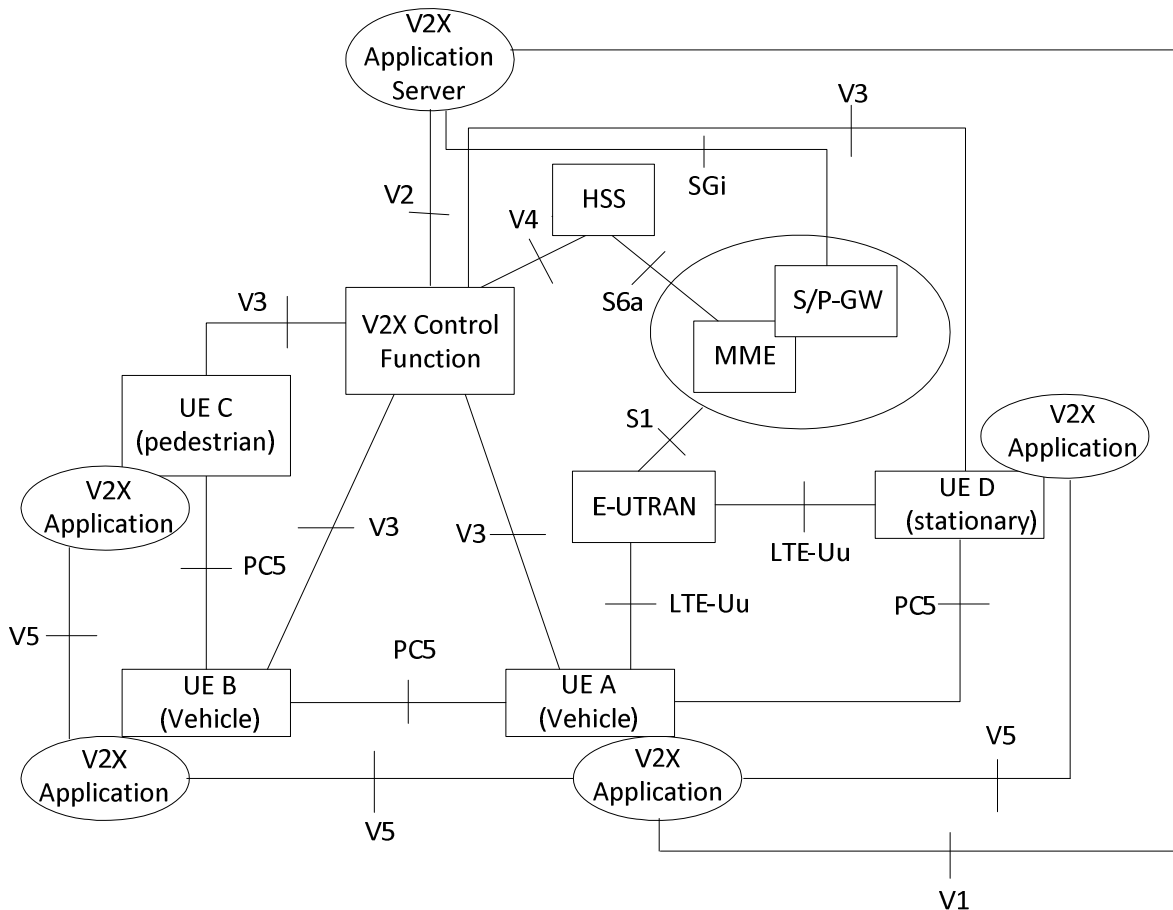 V2X
Application
Server
V3
SGi
HSS
V2
V4
S6a
S/P-GW
MME
V3
V2X Control
Function
UE C
(pedestrian)
S1
V2X
Application
V2X
Application
E-UTRAN
UE D
(stationary)
V3
V3
LTE-Uu
PC5
LTE-Uu
PC5
V5
PC5
UE B
(Vehicle)
UE A
(Vehicle)
V5
V2X
Application
V2X
Application
V5
V1